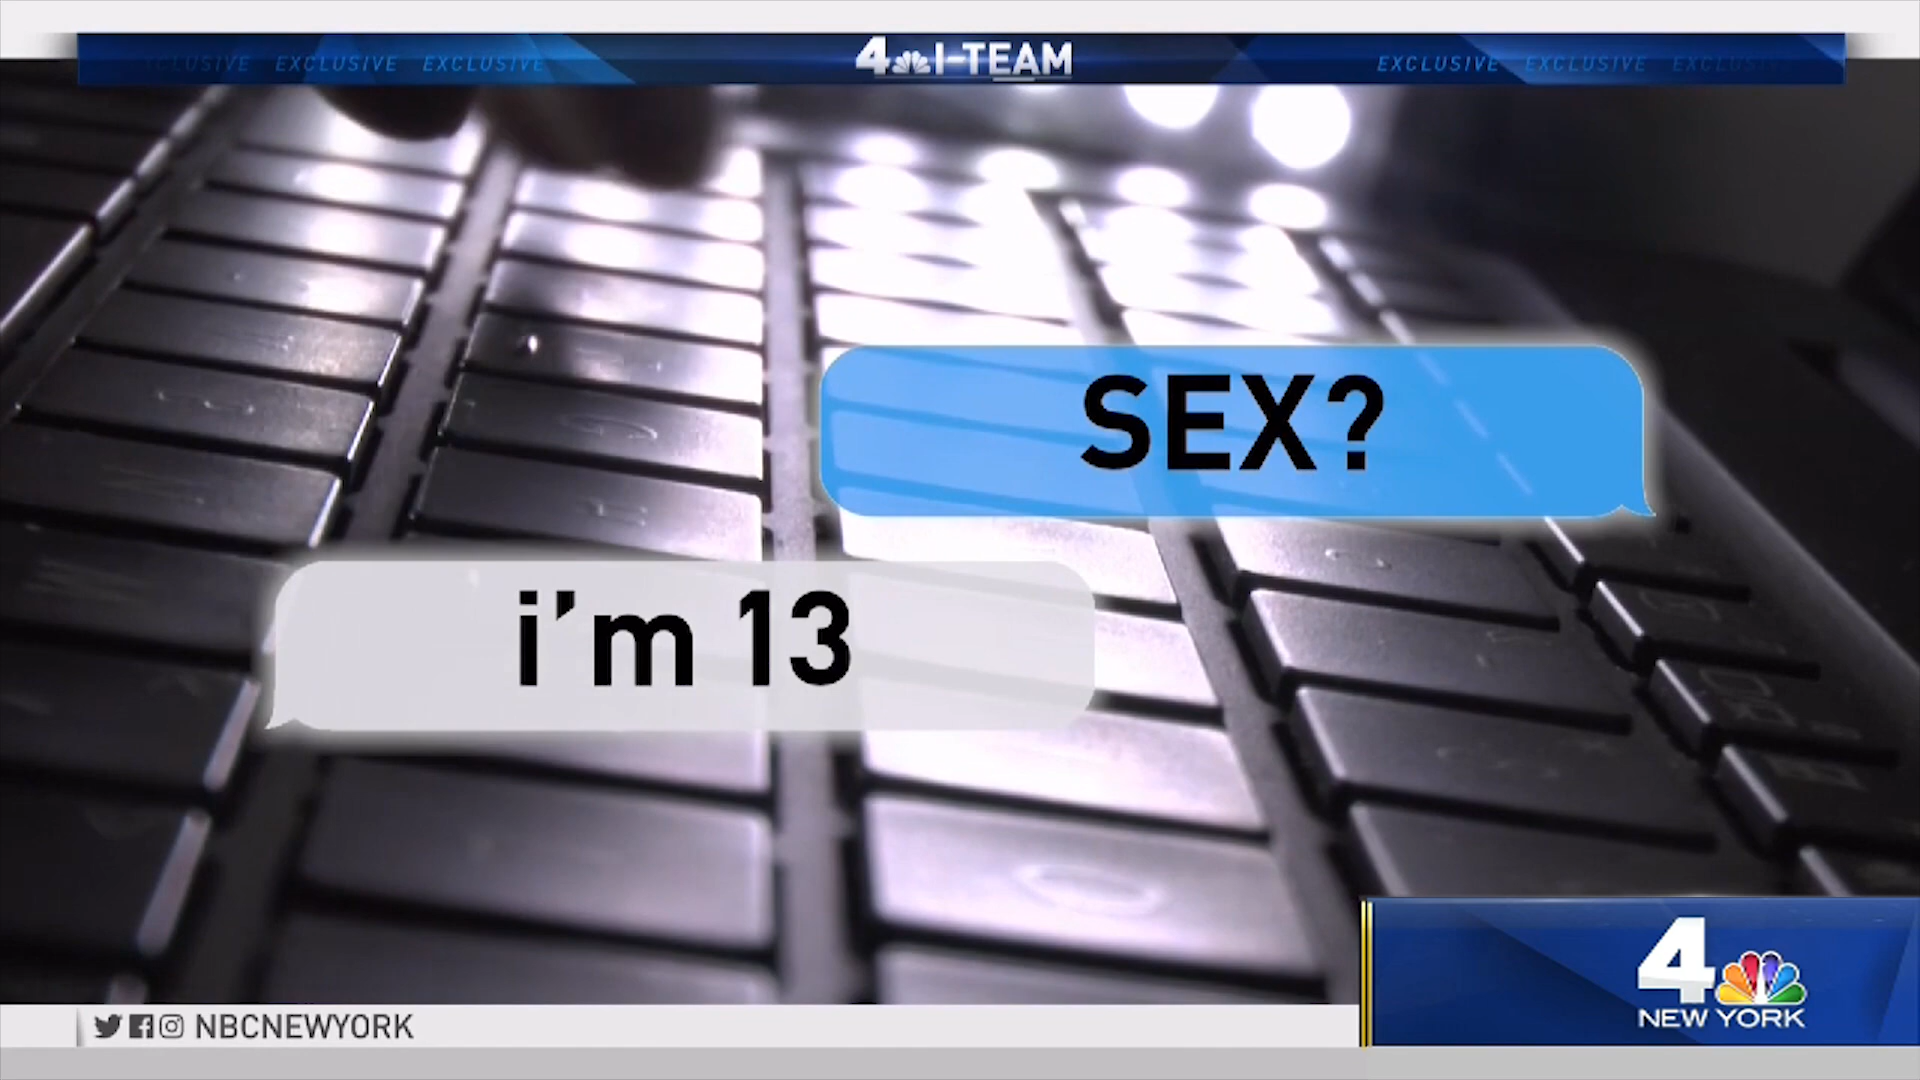 EXCLUSIVE EXCLUSIVE
4 I-TEAM
EXCLUSIVE EXCLUSIVE
SEX?
i'm 13
4
NEW YORK
NBCNEWYORK